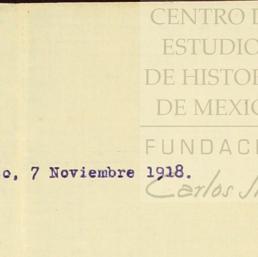 CENTRO D
ESTUDIO
DE HISTOR
DE MEXIC
FUNDACI
Carlos S
o, 7 Noviembre 1918.